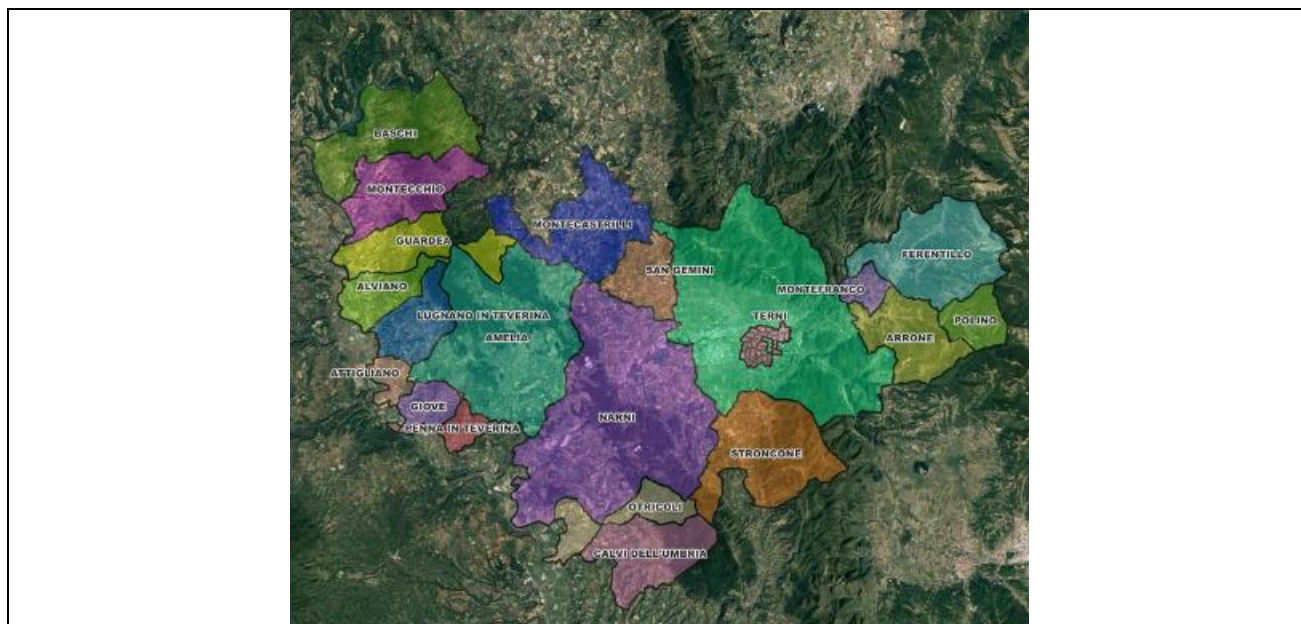 BASCHI
MONTECCHIO
MONTECASTRILLI
GUARDEA
FERENTILLO
SAN GEMINI
ALVIANO
MONTEFRANCO
LUGNANO IN TEVERINA
TERNI
POLINO
AMELIA
ARRONE
ATTIGLIANO
GIOVE
NARNI
PENNA IN TEVERINA
STRONCONE
OTRICOLI
CALVI DELL'UMBRIA